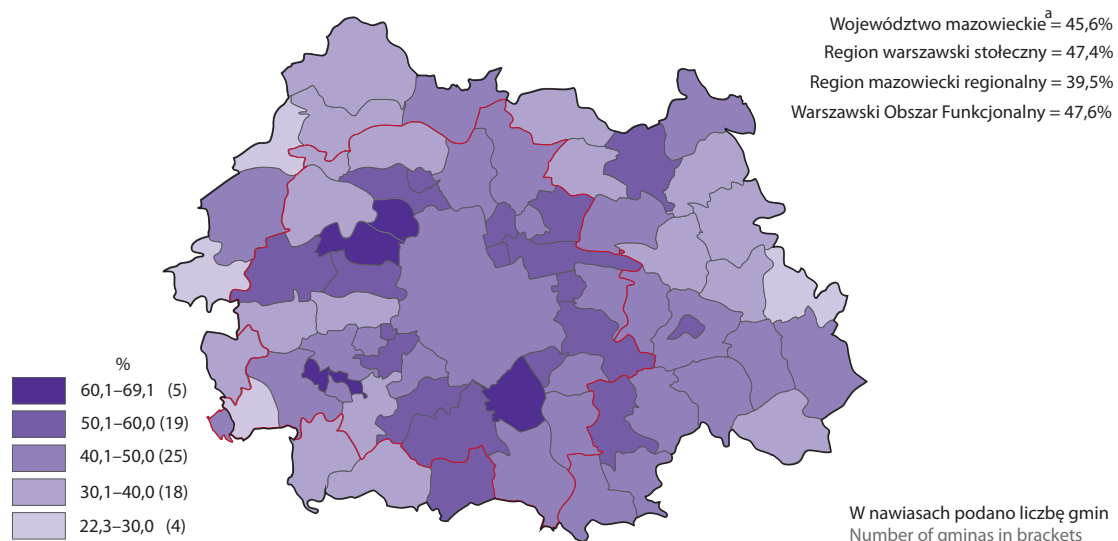 Województwo mazowieckieᵃ = 45,6%
Region warszawski stołeczny = 47,4%
Region mazowiecki regionalny = 39,5%
Warszawski Obszar Funkcjonalny = 47,6%
%
60,1–69,1 (5)
50,1–60,0 (19)
40,1–50,0 (25)
30,1–40,0 (18)
22,3–30,0 (4)
W nawiasach podano liczbę gmin
Number of gminas in brackets